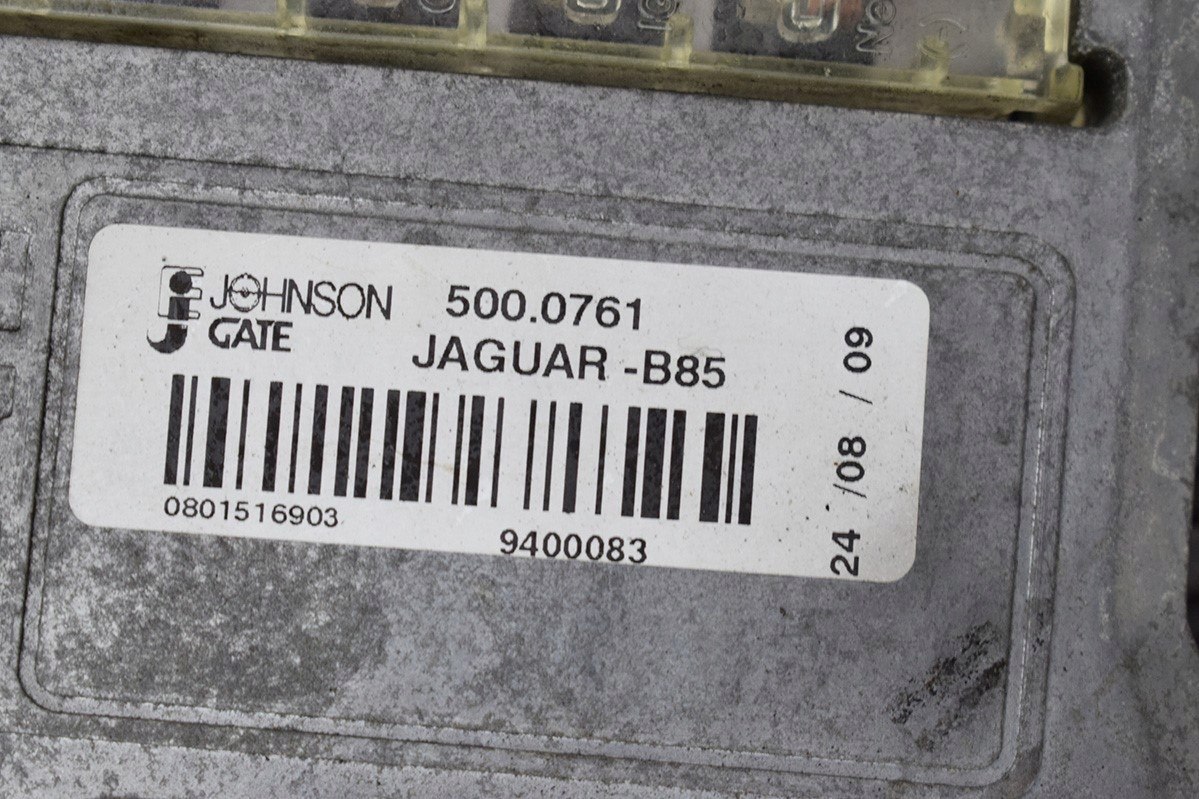 JOHNSON
GATE
500.0761
JAGUAR -B85
0801516903
9400083
24 /08 / 09